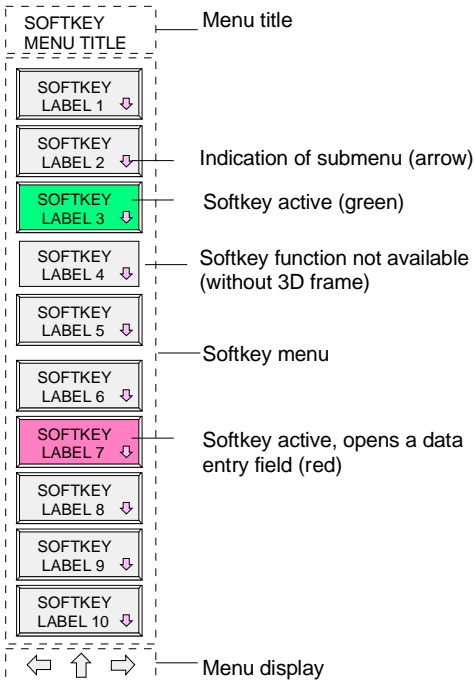 SOFTKEY
MENU TITLE
Menu title
SOFTKEY
LABEL 1
SOFTKEY
LABEL 2
Indication of submenu (arrow)
SOFTKEY
LABEL 3
Softkey active (green)
SOFTKEY
LABEL 4
Softkey function not available
(without 3D frame)
SOFTKEY
LABEL 5
Softkey menu
SOFTKEY
LABEL 6
SOFTKEY
LABEL 7
Softkey active, opens a data
entry field (red)
SOFTKEY
LABEL 8
SOFTKEY
LABEL 9
SOFTKEY
LABEL 10
Menu display